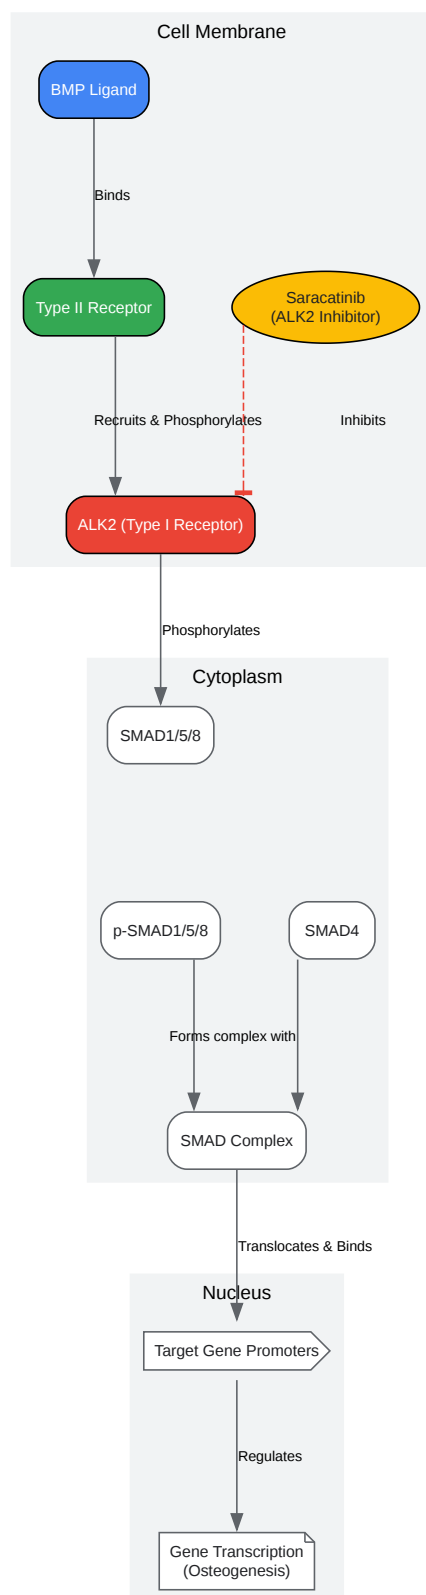 Cell Membrane
BMP Ligand
Binds
Type II Receptor
Saracatinib
(ALK2 Inhibitor)
Recruits & Phosphorylates
Inhibits
ALK2 (Type I Receptor)
Phosphorylates
Cytoplasm
SMAD1/5/8
p-SMAD1/5/8
SMAD4
Forms complex with
SMAD Complex
Translocates & Binds
Nucleus
Target Gene Promoters
Regulates
Gene Transcription
(Osteogenesis)